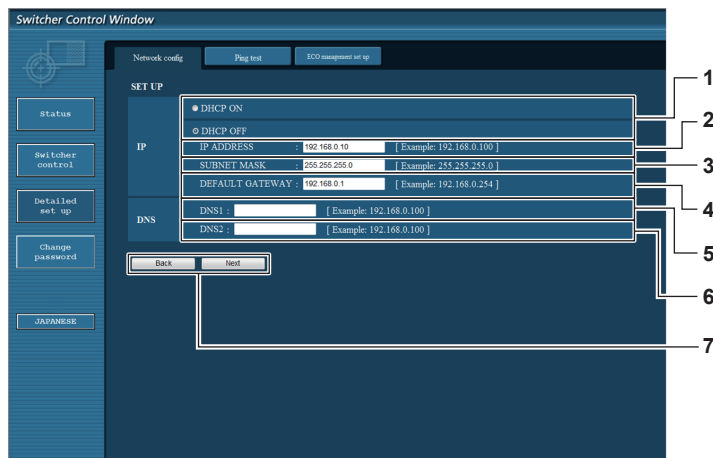 Switcher Control Window
Network config
Ping test
ECO management set up
SET UP
Status
Switcher
control
Detailed
set up
Change
password
JAPANESE
IP
DHCP ON
DHCP OFF
IP ADDRESS : 192.168.0.10 [ Example: 192.168.0.100 ]
SUBNET MASK : 255.255.255.0 [ Example: 255.255.255.0 ]
DEFAULT GATEWAY : 192.168.0.1 [ Example: 192.168.0.254 ]
DNS
DNS1 : [ Example: 192.168.0.100 ]
DNS2 : [ Example: 192.168.0.100 ]
Back
Next
1
2
3
4
5
6
7